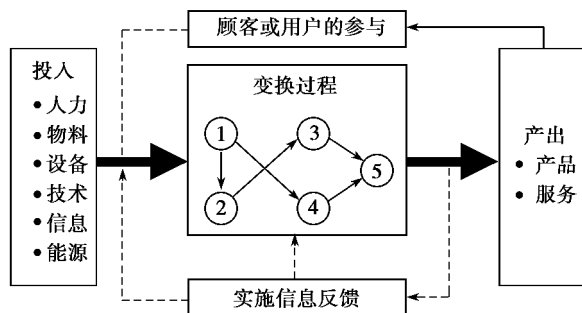 顾客或用户的参与
投入
•人力
•物料
•设备
•技术
•信息
•能源
变换过程
1
3
5
2
4
产出
•产品
•服务
实施信息反馈